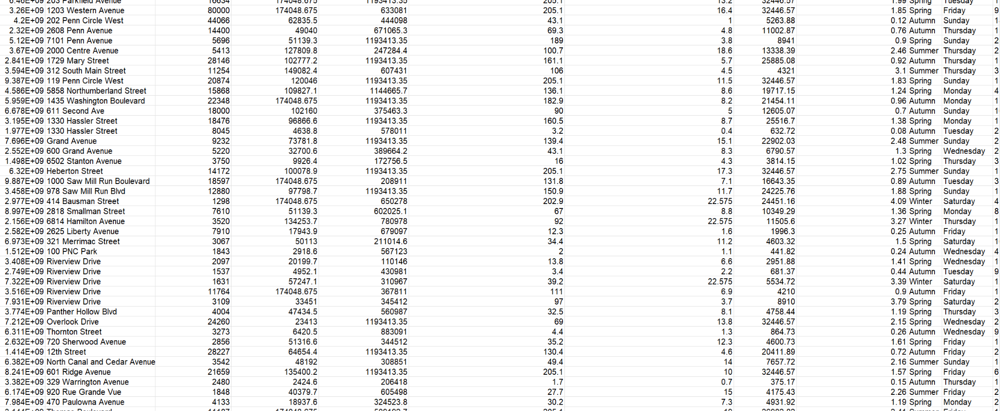 6.46E+09 203 Parkfield Avenue 16634 174048.675 1193413.35 205.1 13.2 32446.57 1.99 Spring Tuesday 1
3.26E+09 1203 Western Avenue 80000 174048.675 633081 205.1 16.4 32446.57 1.85 Spring Friday 9
4.2E+09 202 Penn Circle West 44066 62835.5 444098 43.1 1 5263.88 0.12 Autumn Sunday 1
2.32E+09 2608 Penn Avenue 14400 49040 671065.3 69.3 4.8 11002.87 0.76 Autumn Thursday 1
5.12E+09 7101 Penn Avenue 5696 51139.3 1193413.35 189 3.8 8941 0.9 Spring Sunday 2
3.67E+09 2000 Centre Avenue 5413 127809.8 247284.4 100.7 18.6 13338.39 2.46 Summer Thursday 2
2.841E+09 1729 Mary Street 28146 102777.2 1193413.35 161.1 5.7 25885.08 0.92 Autumn Thursday 1
3.594E+09 312 South Main Street 11254 149082.4 607431 106 4.5 4321 3.1 Summer Thursday 3
9.387E+09 119 Penn Circle West 20874 120046 1193413.35 205.1 11.5 32446.57 1.83 Spring Sunday 1
4.586E+09 5858 Northumberland Street 15868 109827.1 1144665.7 136.1 8.6 19717.15 1.24 Spring Monday 4
5.959E+09 1435 Washington Boulevard 22348 174048.675 1193413.35 182.9 8.2 21454.11 0.96 Autumn Monday 1
6.678E+09 611 Second Ave 18000 102160 375463.3 90 5 12605.07 0.7 Autumn Sunday 1
3.195E+09 1330 Hassler Street 18476 96866.6 1193413.35 160.5 8.7 25516.7 1.38 Spring Monday 1
1.977E+09 1330 Hassler Street 8045 4638.8 578011 3.2 0.4 632.72 0.08 Autumn Tuesday 2
7.696E+09 Grand Avenue 9232 73781.8 1193413.35 139.4 15.1 22902.03 2.48 Summer Sunday 2
2.552E+09 600 Grand Avenue 5220 32700.6 389664.2 43.1 8.3 6790.57 1.3 Spring Wednesday 2
1.498E+09 6502 Stanton Avenue 3750 9926.4 172756.5 16 4.3 3814.15 1.02 Spring Thursday 3
6.32E+09 Heberton Street 14172 100078.9 1193413.35 205.1 17.3 32446.57 2.75 Summer Sunday 1
9.887E+09 1000 Saw Mill Run Boulevard 18597 174048.675 208911 131.8 7.1 16643.35 0.89 Autumn Tuesday 3
3.458E+09 978 Saw Mill Run Blvd 12880 97798.7 1193413.35 150.9 11.7 24225.76 1.88 Spring Sunday 1
2.977E+09 414 Bausman Street 1298 174048.675 650278 202.9 22.575 24451.16 4.09 Winter Saturday 4
8.997E+09 2818 Smallman Street 7610 51139.3 602025.1 67 8.8 10349.29 1.36 Spring Monday 8
2.156E+09 6814 Hamilton Avenue 3520 134253.7 780978 92 22.575 11505.6 3.27 Winter Thursday 1
2.582E+09 2625 Liberty Avenue 7910 17943.9 679097 12.3 1.6 1996.3 0.25 Autumn Friday 1
6.973E+09 321 Merrimac Street 3067 50113 211014.6 34.4 11.2 4603.32 1.5 Spring Saturday 1
1.512E+09 100 PNC Park 1843 2918.6 567123 2 1.1 441.82 0.24 Autumn Wednesday 4
3.408E+09 Riverview Drive 2097 20199.7 110146 13.8 6.6 2951.88 1.41 Spring Wednesday 1
2.749E+09 Riverview Drive 1537 4952.1 430981 3.4 2.2 681.37 0.44 Autumn Tuesday 9
7.322E+09 Riverview Drive 1631 57247.1 310967 39.2 22.575 5534.72 3.39 Winter Saturday 1
3.516E+09 Riverview Drive 11764 174048.675 367811 111 6.9 4210 0.9 Autumn Friday 1
7.931E+09 Riverview Drive 3109 33451 345412 97 3.7 8910 3.79 Spring Saturday 2
3.774E+09 Panther Hollow Blvd 4004 47434.5 560987 32.5 8.1 4758.44 1.19 Spring Thursday 3
7.212E+09 Overlook Drive 24260 23413 1193413.35 69 13.8 32446.57 2.15 Spring Wednesday 2
6.311E+09 Thornton Street 3273 6420.5 883091 4.4 1.3 864.73 0.26 Autumn Wednesday 9
2.632E+09 720 Sherwood Avenue 2856 51316.6 344512 35.2 12.3 4600.73 1.61 Spring Friday 1
1.414E+09 12th Street 28227 64654.4 1193413.35 130.4 4.6 20411.89 0.72 Autumn Friday 2
6.382E+09 North Canal and Cedar Avenue 3542 48192 308851 49.4 14 7657.72 2.16 Summer Sunday 1
8.241E+09 601 Ridge Avenue 21659 135400.2 1193413.35 205.1 10 32446.57 1.57 Spring Friday 6
3.382E+09 329 Warrington Avenue 2480 2424.6 206418 1.7 0.7 375.17 0.15 Autumn Thursday 1
6.174E+09 920 Rue Grande Vue 1848 40379.7 605498 27.7 15 4175.43 2.26 Summer Friday 2
7.984E+09 470 Paulowna Avenue 4133 18937.6 324523.8 30.2 7.3 4931.92 1.19 Spring Monday 2